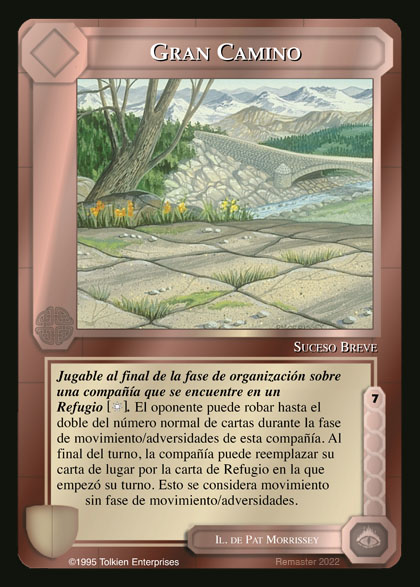 Gran Camino
Suceso Breve
Jugable al final de la fase de organización sobre
una compañía que se encuentre en un
Refugio [ ]. El oponente puede robar hasta el
doble del número normal de cartas durante la fase
de movimiento/adversidades de esta compañía. Al
final del turno, la compañía puede reemplazar su
carta de lugar por la carta de Refugio en la que
empezó su turno. Esto se considera movimiento
sin fase de movimiento/adversidades.
7
Il. de Pat Morrissey
©1995 Tolkien Enterprises
Remaster 2022